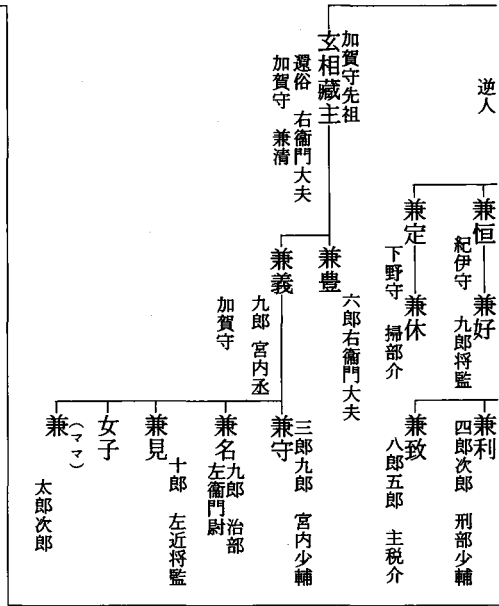 逆人
兼恒
紀伊守
兼好
九郎将監
兼利
四郎次郎 刑部少輔
兼定
下野守
兼休
掃部介
兼致
八郎五郎 主税介
加賀守先祖
玄相藏主
還俗 右衞門大夫
加賀守 兼清
兼豊
六郎右衞門大夫
兼義
九郎 宮内丞
加賀守
兼守
三郎九郎 宮内少輔
兼名
九郎 治部
左衞門尉
兼見
十郎 左近将監
女子
兼
(ママ)
太郎次郎